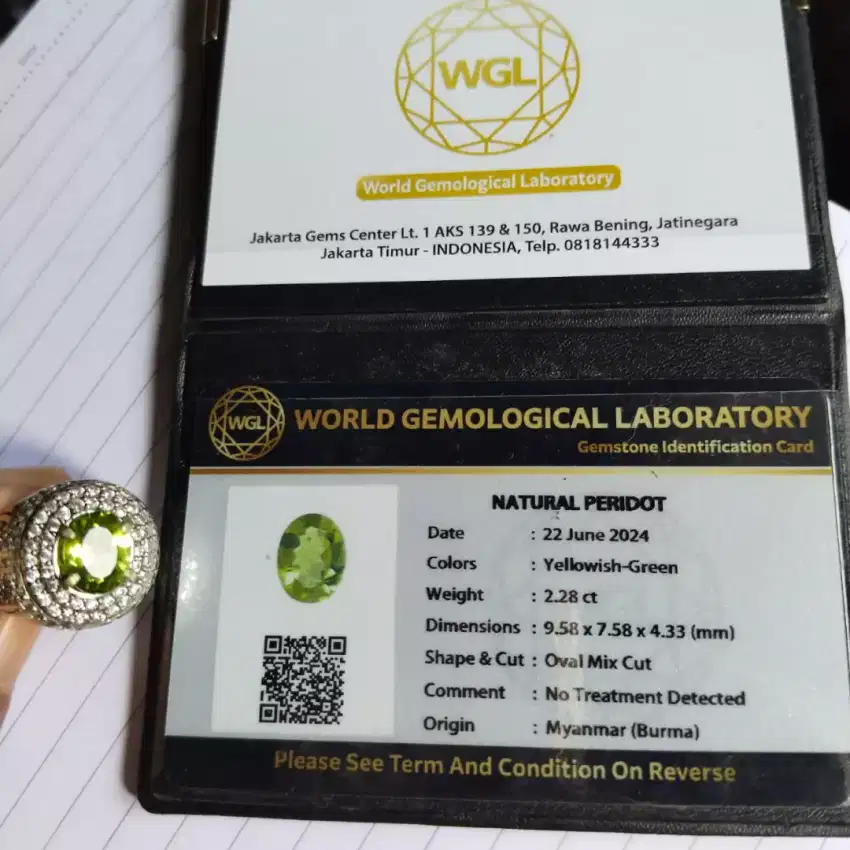 WGL
World Gemological Laboratory
Jakarta Gems Center Lt. 1 AKS 139 & 150, Rawa Bening, Jatinegara
Jakarta Timur - INDONESIA, Telp. 0818144333
WGL WORLD GEMOLOGICAL LABORATORY
Gemstone Identification Card
NATURAL PERIDOT
Date : 22 June 2024
Colors : Yellowish-Green
Weight : 2.28 ct
Dimensions : 9.58 x 7.58 x 4.33 (mm)
Shape & Cut : Oval Mix Cut
Comment : No Treatment Detected
Origin : Myanmar (Burma)
Please See Term And Condition On Reverse